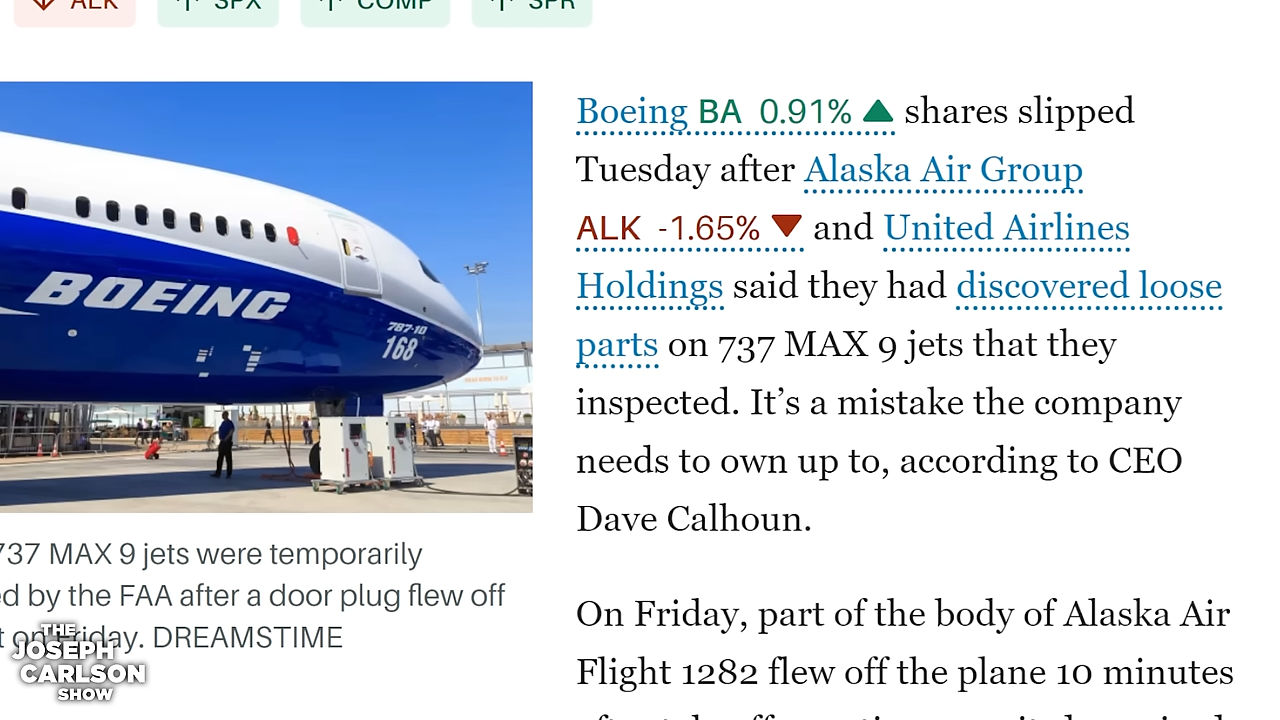 ALK SPX COMP SPR
BOEING
787-10
168
737 MAX 9 jets were temporarily
by the FAA after a door plug flew off
on Friday. DREAMSTIME
THE
JOSEPH
CARLSON
SHOW
Boeing BA 0.91% shares slipped
Tuesday after Alaska Air Group
ALK -1.65% and United Airlines
Holdings said they had discovered loose
parts on 737 MAX 9 jets that they
inspected. It’s a mistake the company
needs to own up to, according to CEO
Dave Calhoun.
On Friday, part of the body of Alaska Air
Flight 1282 flew off the plane 10 minutes